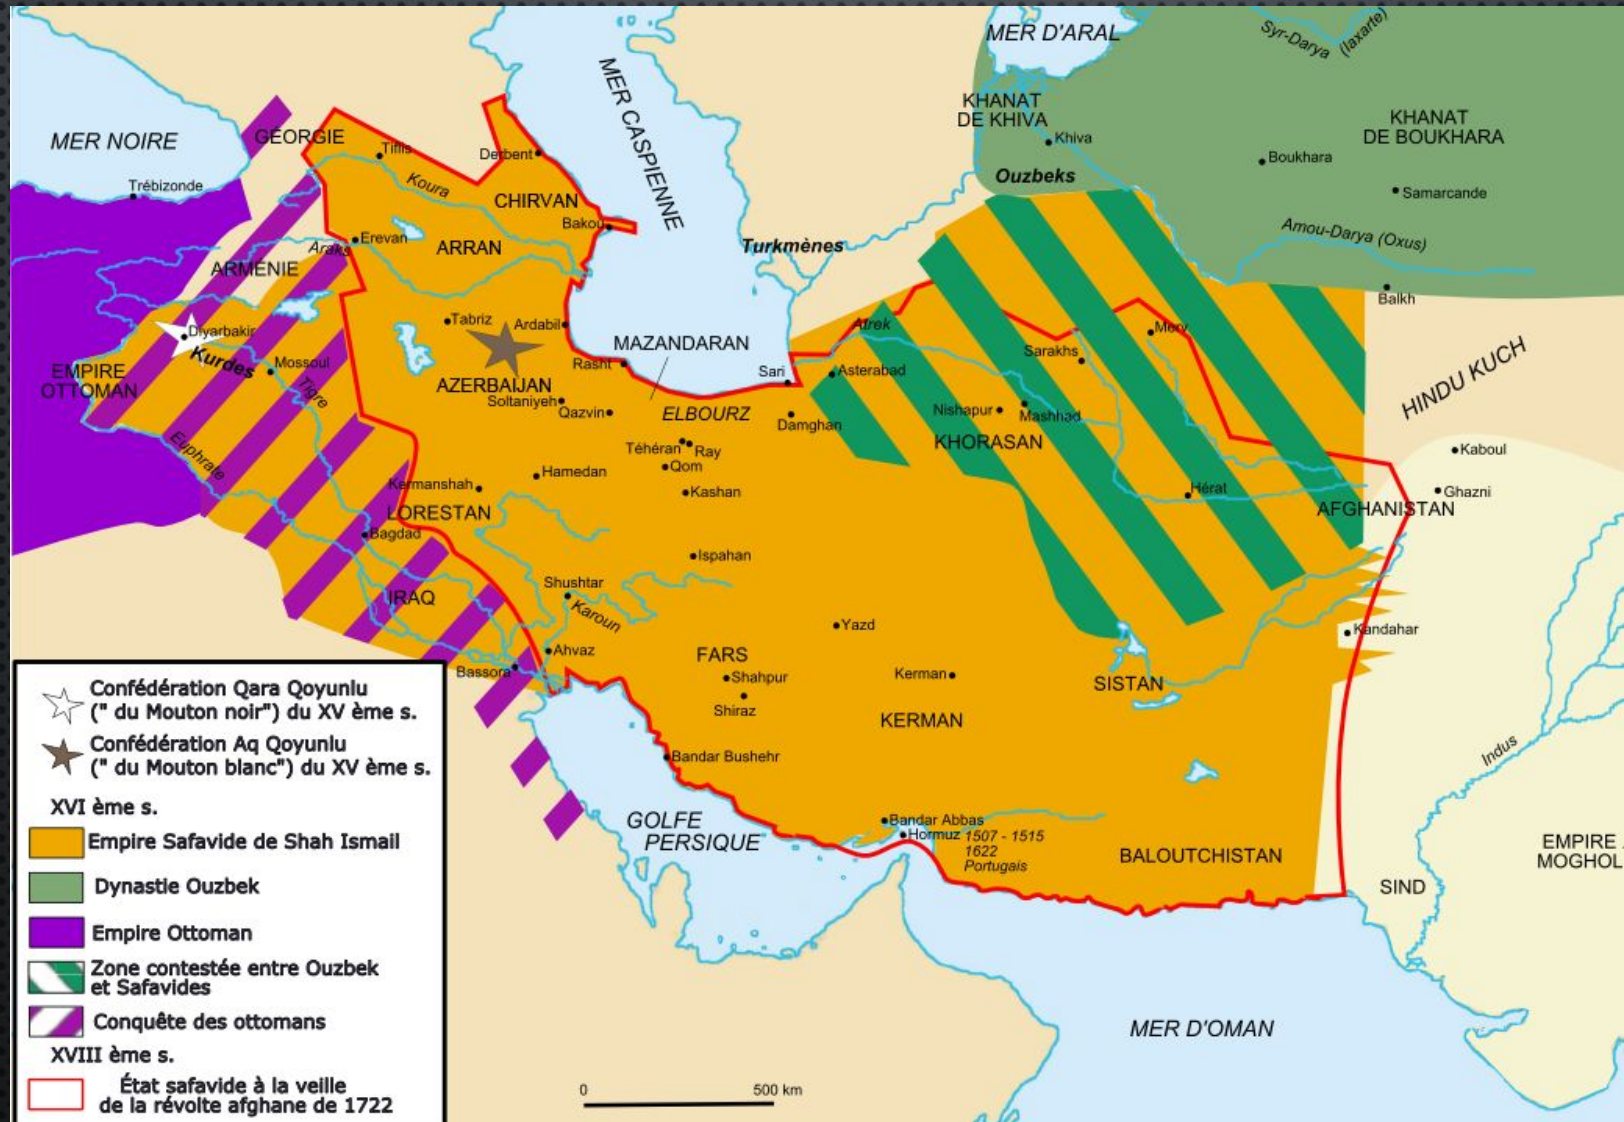 MER D'ARAL
Syr-Darya (Iaxarte)
MER CASPIENNE
KHANAT
DE KHIVA
Khiva
KHANAT
DE BOUKHARA
Boukhara
Samarcande
MER NOIRE
GÉORGIE
Tiflis
Derbent
Koura
CHIRVAN
Bakou
Trébizonde
Ouzbeks
Amou-Darya (Oxus)
Turkmènes
Erevan
Araks
ARRAN
ARMÉNIE
Balkh
Diyarbakir
Kurdes
Mossoul
Tigre
Tabriz
Ardabil
MAZANDARAN
Atrek
Merv
Sarakhs
Rasht
Sari
Asterabad
EMPIRE
OTTOMAN
AZERBAIJAN
Soltaniyeh
Qazvin
ELBOURZ
Damghan
Nishapur
Mashhad
KHORASAN
HINDU KUCH
Euphrate
Téhéran
Ray
Qom
Kaboul
Kermanshah
Hamedan
Kashan
Hérat
Ghazni
LORESTAN
AFGHANISTAN
Bagdad
Ispahan
IRAQ
Shushtar
Karoun
Yazd
Kandahar
Ahvaz
Bassora
FARS
Shahpur
Shiraz
Kerman
KERMAN
SISTAN
Bandar Bushehr
Indus
GOLFE
PERSIQUE
Bandar Abbas
Hormuz
1507 - 1515
1622
Portugais
BALOUTCHISTAN
SIND
EMPIRE
MOGHOL
MER D'OMAN
Confédération Qara Qoyunlu
(" du Mouton noir") du XV ème s.
Confédération Aq Qoyunlu
(" du Mouton blanc") du XV ème s.
XVI ème s.
Empire Safavide de Shah Ismail
Dynastie Ouzbek
Empire Ottoman
Zone contestée entre Ouzbek
et Safavides
Conquête des ottomans
XVIII ème s.
État safavide à la veille
de la révolte afghane de 1722
0 500 km